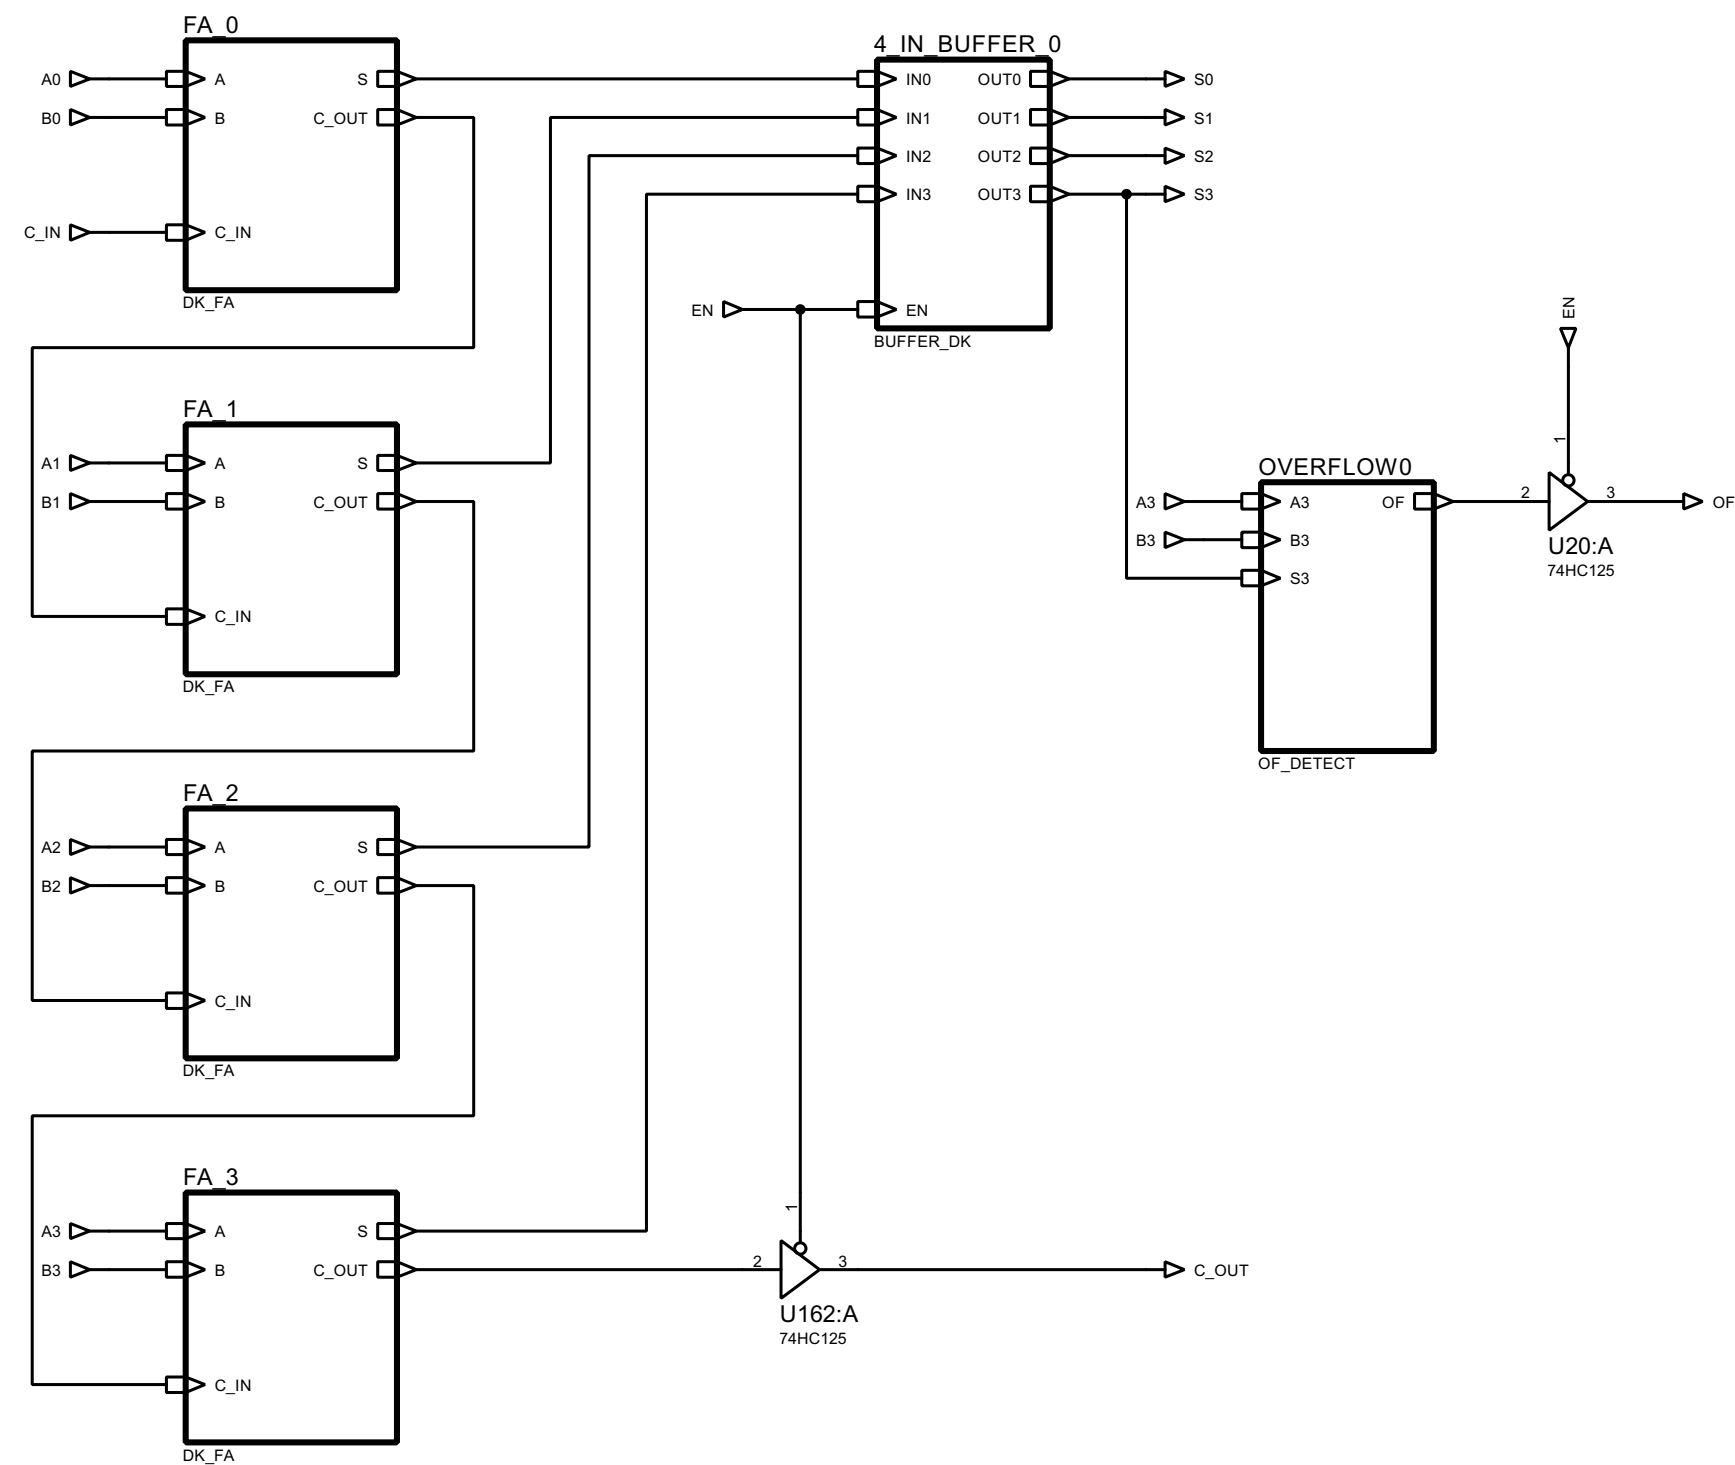 FA_0
A0 A S
B0 B C_OUT
C_IN C_IN
DK_FA
4_IN_BUFFER_0
IN0 OUT0 S0
IN1 OUT1 S1
IN2 OUT2 S2
IN3 OUT3 S3
EN EN
BUFFER_DK
FA_1
A1 A S
B1 B C_OUT
C_IN
DK_FA
EN
1
OVERFLOW0
A3 A3 OF 2 3 OF
B3 B3
S3
U20:A
74HC125
OF_DETECT
FA_2
A2 A S
B2 B C_OUT
C_IN
DK_FA
FA_3
A3 A S
B3 B C_OUT
C_IN
DK_FA
1
2 3 C_OUT
U162:A
74HC125